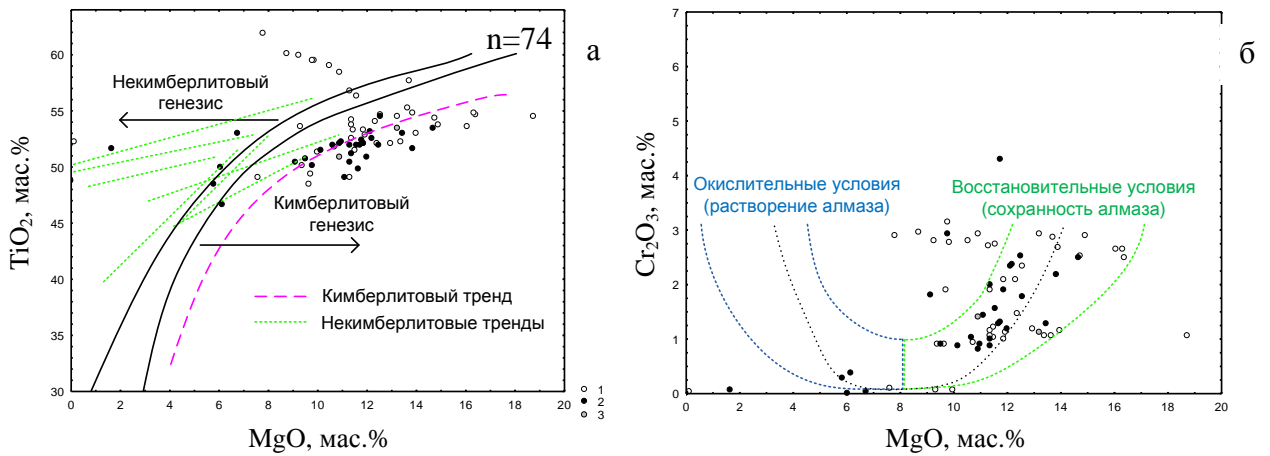 n=74
а
Некимберлитовый
генезис
Кимберлитовый
генезис
Кимберлитовый тренд
Некимберлитовые тренды
TiO2, мас.%
60
55
50
45
40
35
30
0 2 4 6 8 10 12 14 16 18 20
MgO, мас.%
1
2
3
б
Окислительные условия
(растворение алмаза)
Восстановительные условия
(сохранность алмаза)
Cr2O3, мас.%
7
6
5
4
3
2
1
0
0 2 4 6 8 10 12 14 16 18 20
MgO, мас.%